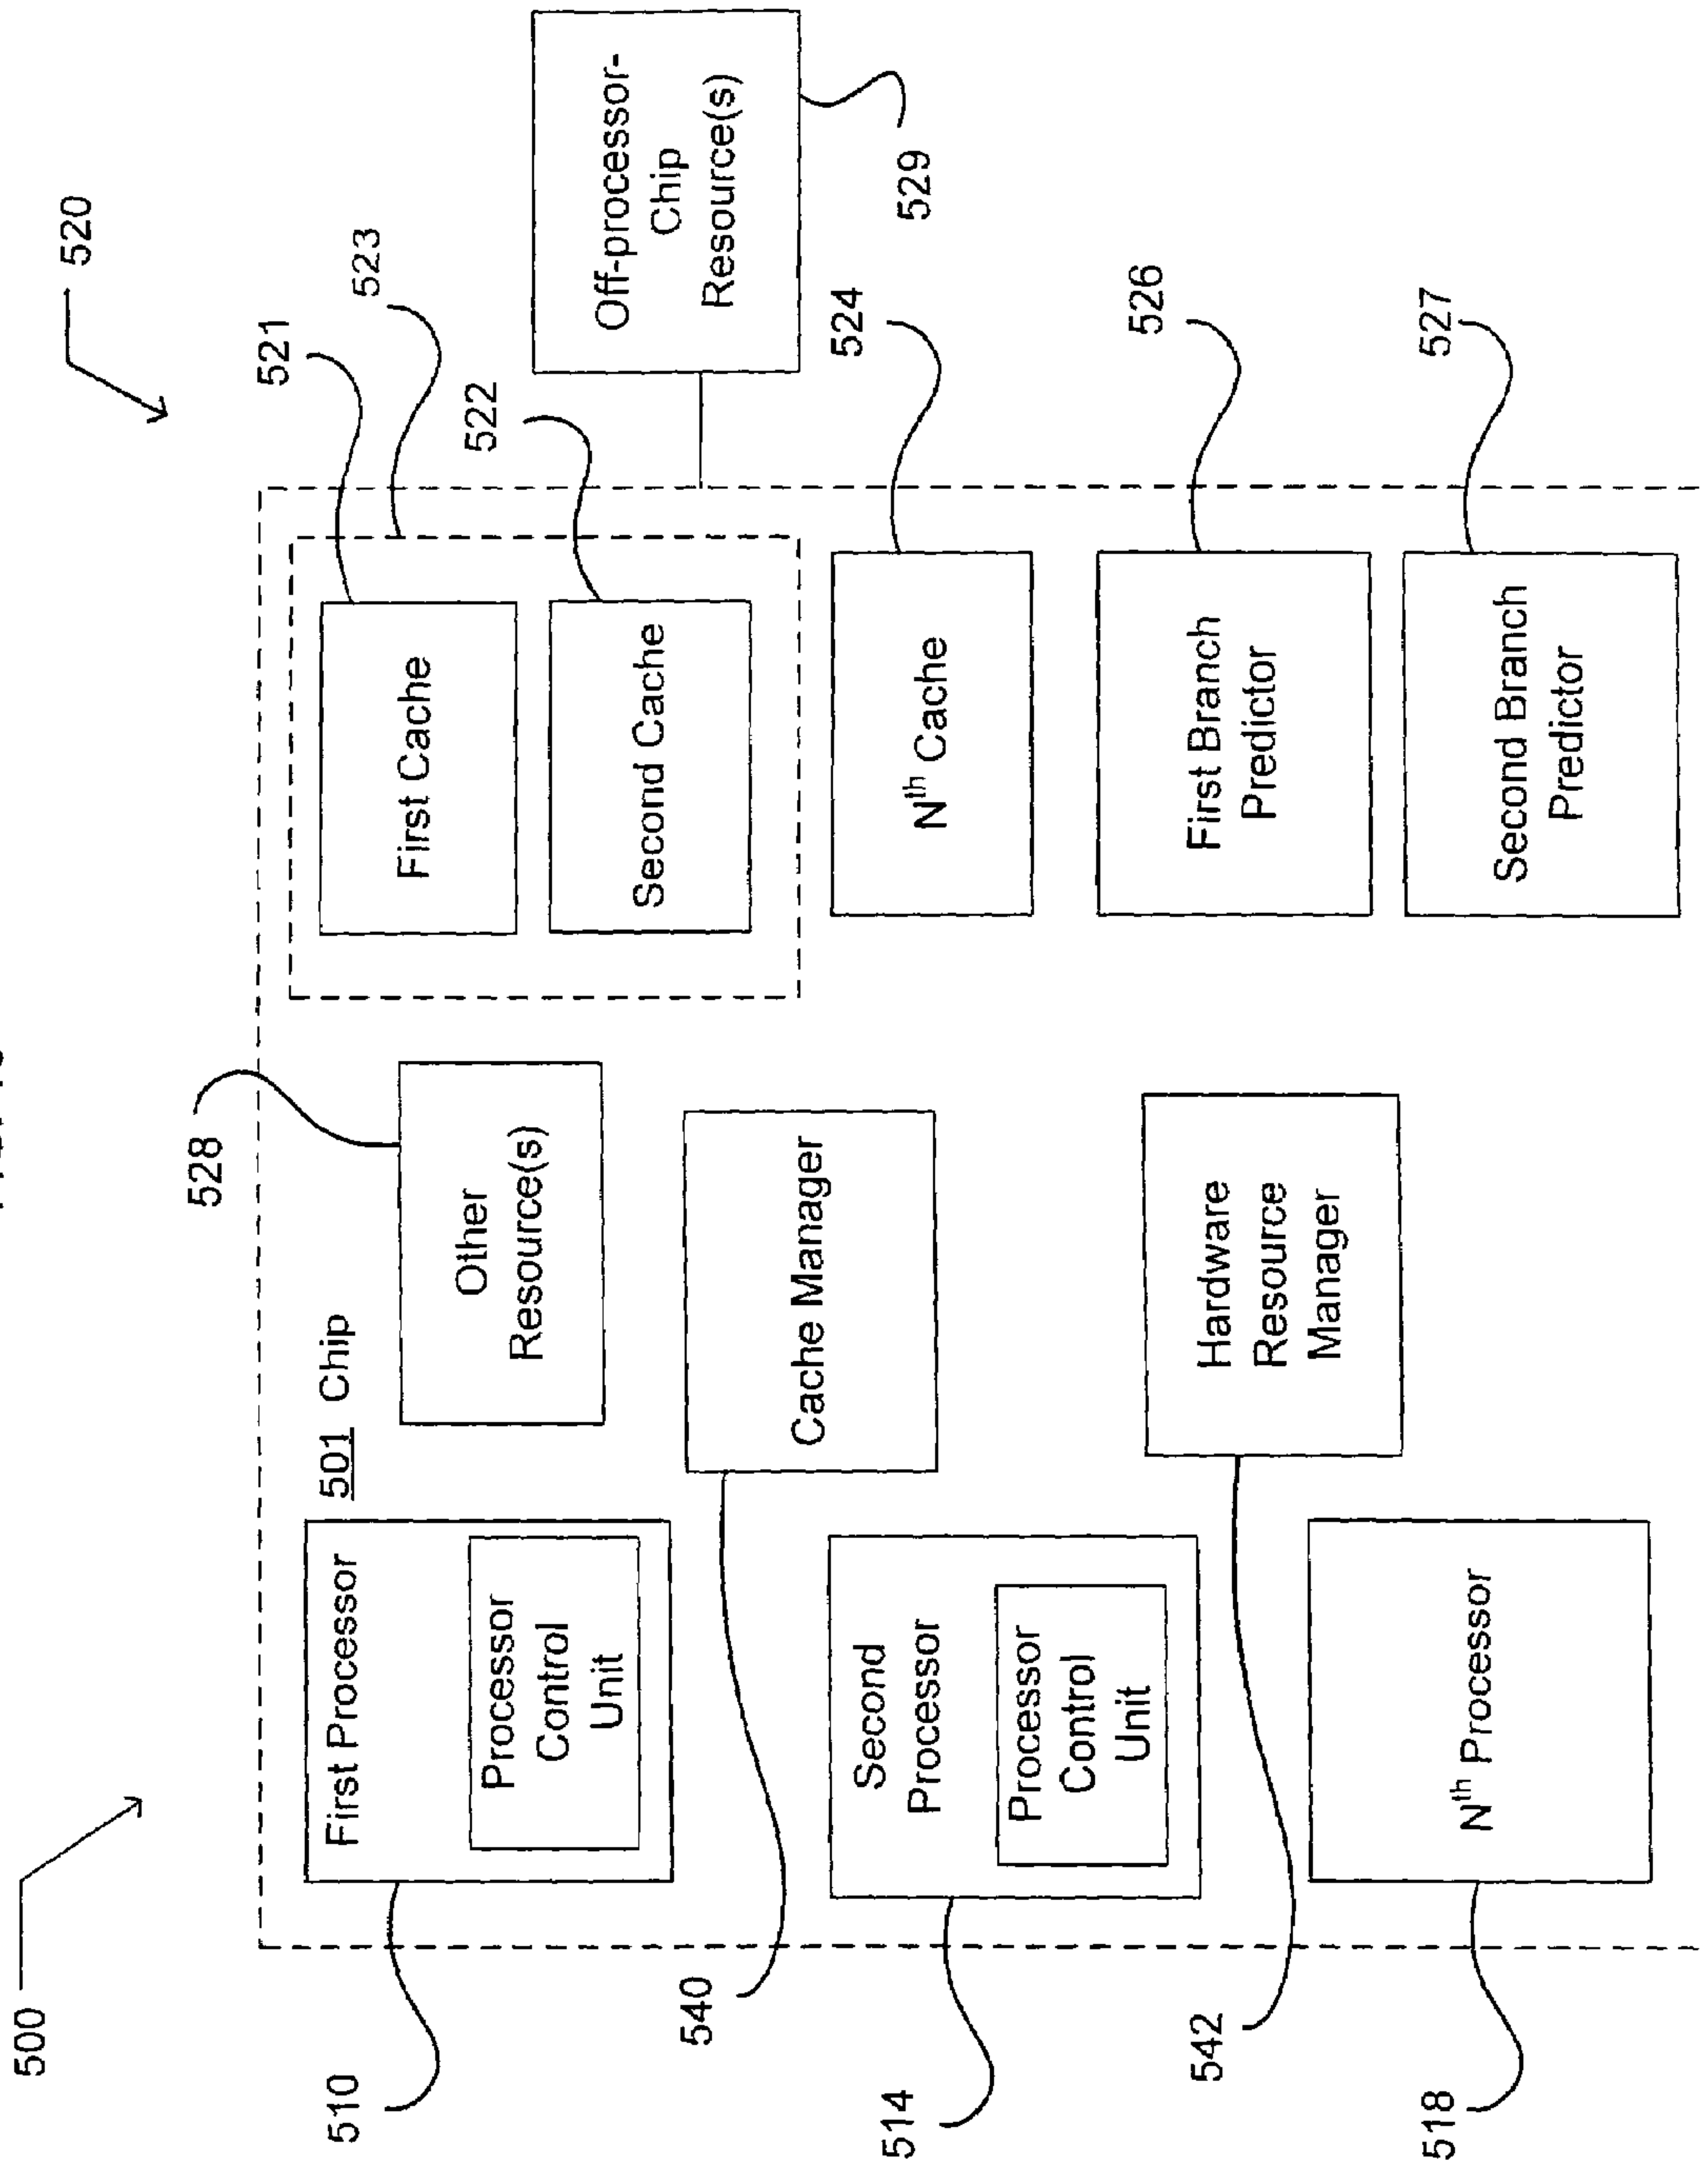 500
520
501 Chip
510
First Processor
Processor
Control
Unit
528
Other
Resource(s)
521
523
522
First Cache
Second Cache
Off-processor-
Chip
Resource(s)
529
540
Cache Manager
524
Nth Cache
514
Second
Processor
Processor
Control
Unit
542
Hardware
Resource
Manager
526
First Branch
Predictor
518
Nth Processor
527
Second Branch
Predictor